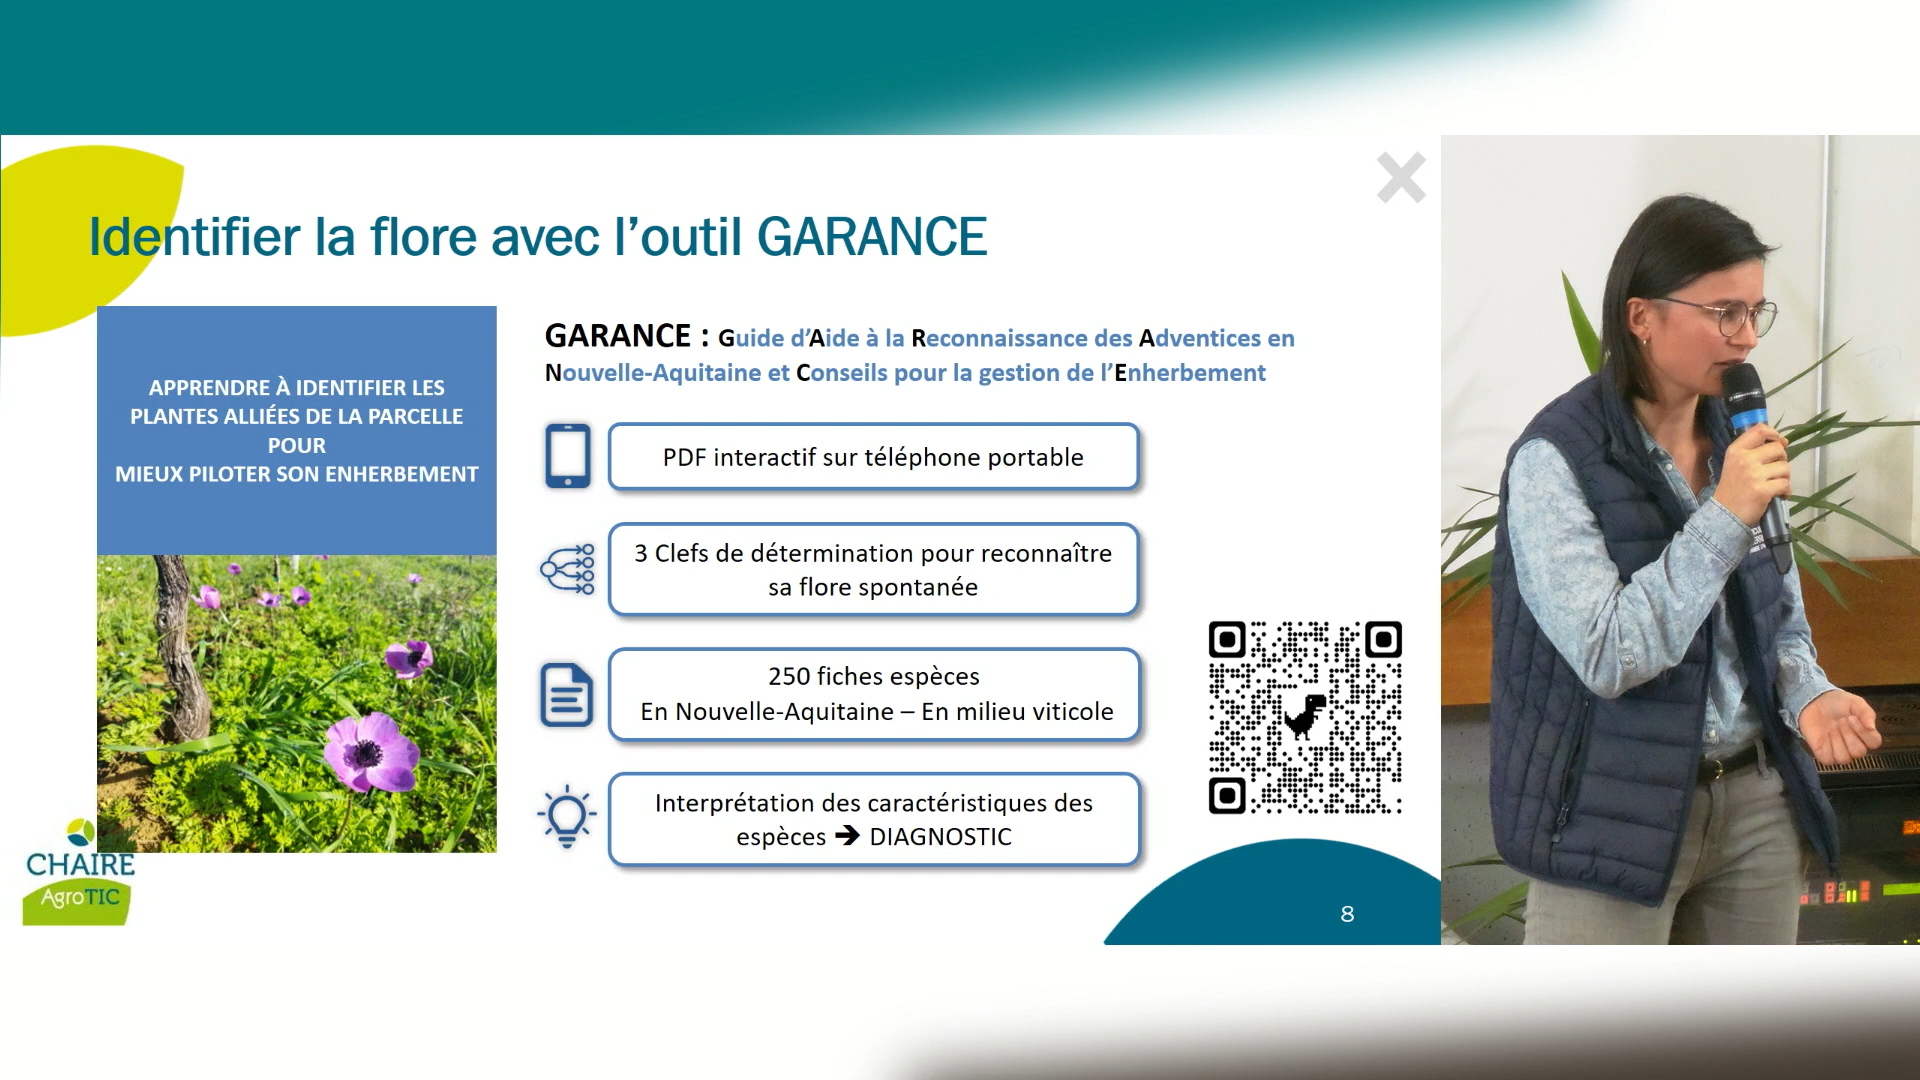 Identifier la flore avec l’outil GARANCE
APPRENDRE À IDENTIFIER LES
PLANTES ALLIÉES DE LA PARCELLE
POUR
MIEUX PILOTER SON ENHERBEMENT
GARANCE : Guide d’Aide à la Reconnaissance des Adventices en
Nouvelle-Aquitaine et Conseils pour la gestion de l’Enherbement
PDF interactif sur téléphone portable
3 Clefs de détermination pour reconnaître
sa flore spontanée
250 fiches espèces
En Nouvelle-Aquitaine – En milieu viticole
Interprétation des caractéristiques des
espèces ➔ DIAGNOSTIC
CHAIRE
AgroTIC
8